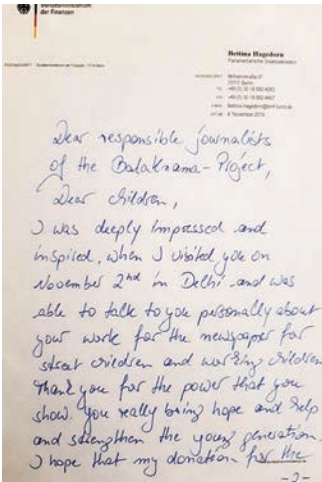 Bundesministerium
der Finanzen
Bettina Hagedorn
Parlamentarische Staatssekretärin
Dear responsible journalists
of the Balaknama-Project,
Dear children,
I was deeply impressed and
inspired, when I visited you on
November 2nd in Delhi and was
able to talk to you personally about
your work for the newspaper for
street children and working children
Thank you for the power that you
show. You really bring hope and help
and strengthen the young generation.
I hope that my donation for the
-2-